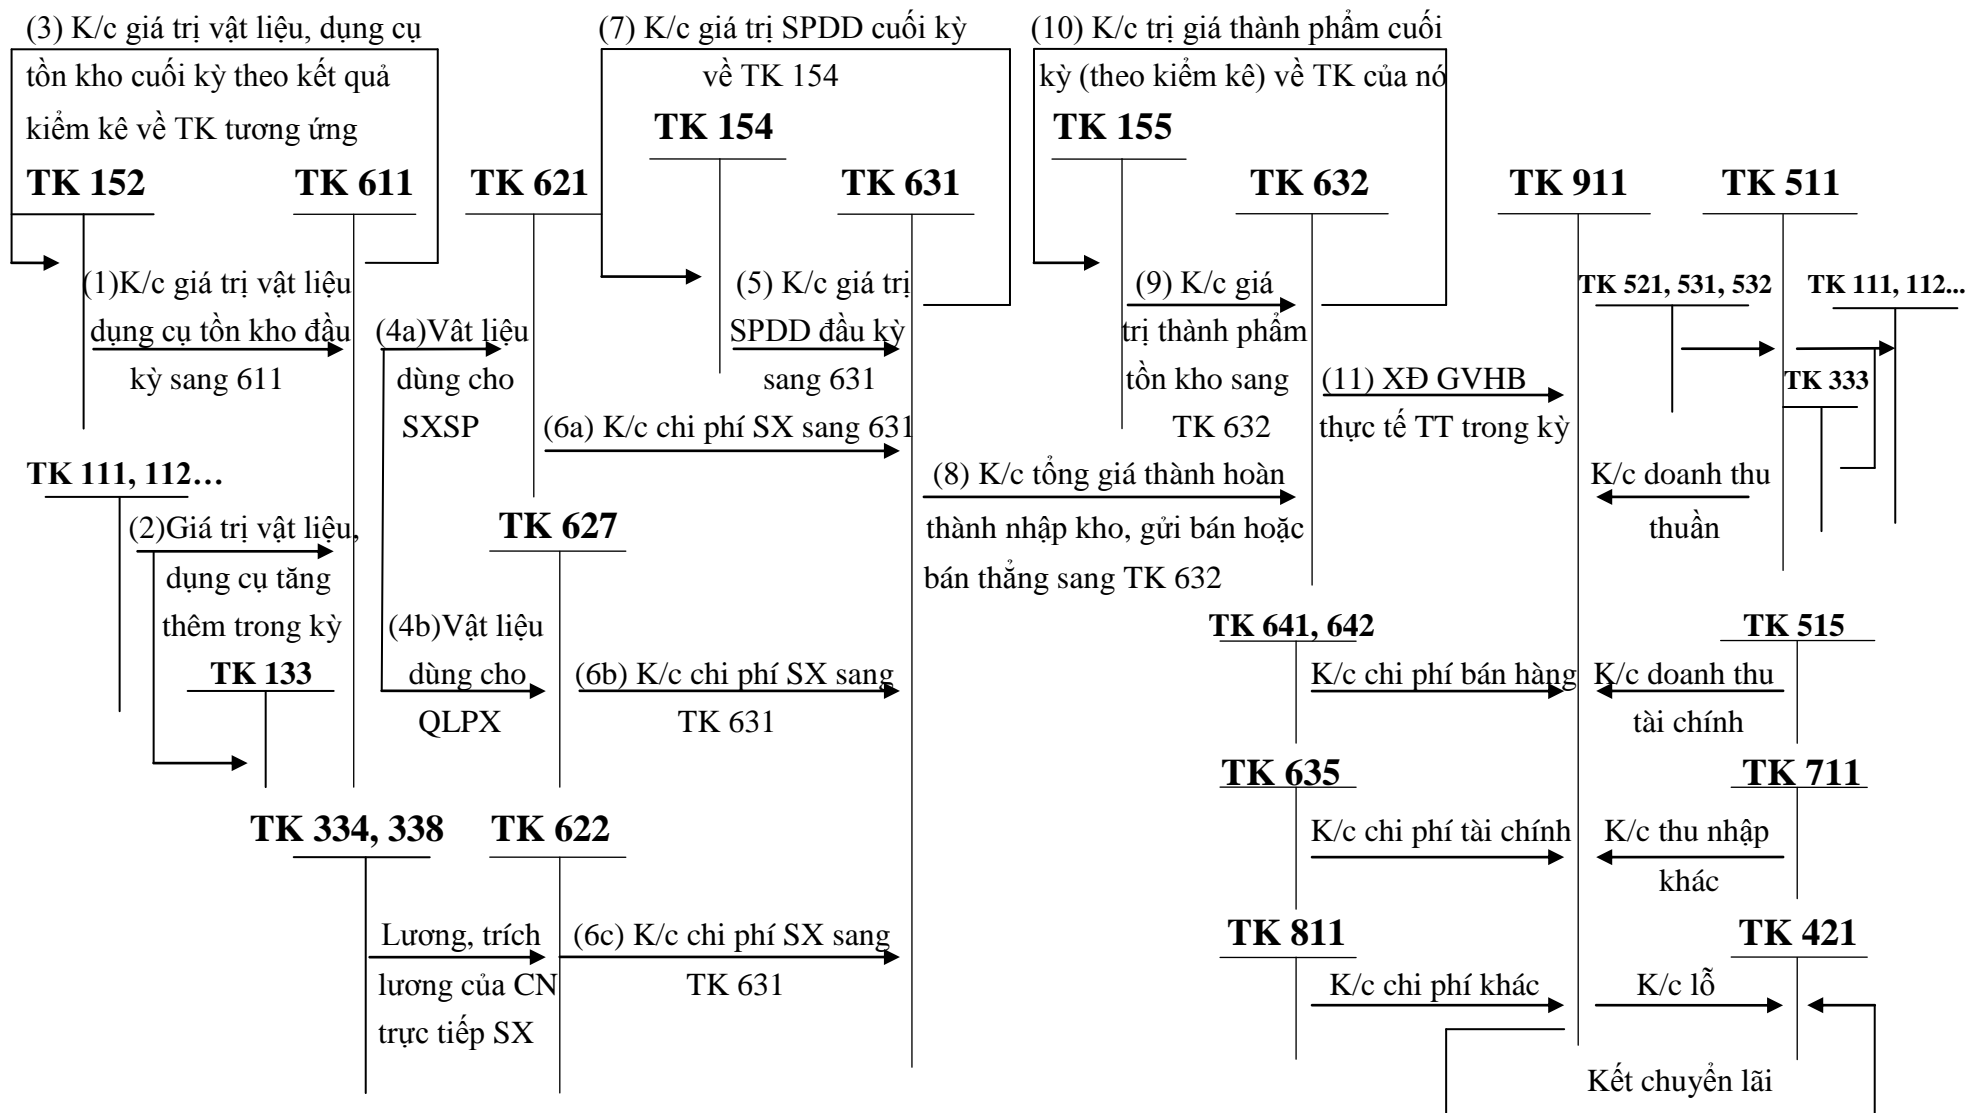 (3) K/c giá trị vật liệu, dụng cụ
tồn kho cuối kỳ theo kết quả
kiểm kê về TK tương ứng
(7) K/c giá trị SPDD cuối kỳ
về TK 154
(10) K/c trị giá thành phẩm cuối
kỳ (theo kiểm kê) về TK của nó
TK 154
TK 155
TK 152
TK 611
TK 621
TK 631
TK 632
TK 911
TK 511
(1)K/c giá trị vật liệu
dụng cụ tồn kho đầu
kỳ sang 611
(4a)Vât liệu
dùng cho
SXSP
(5) K/c giá trị
SPDD đầu kỳ
sang 631
(9) K/c giá
trị thành phẩm
tồn kho sang
TK 632
TK 521, 531, 532
TK 111, 112...
TK 333
(11) XĐ GVHB
thực tế TT trong kỳ
(6a) K/c chi phí SX sang 631
TK 111, 112…
(2)Giá trị vật liệu,
dụng cụ tăng
thêm trong kỳ
TK 133
TK 627
(8) K/c tổng giá thành hoàn
thành nhập kho, gửi bán hoặc
bán thẳng sang TK 632
K/c doanh thu
thuần
(4b)Vật liệu
dùng cho
QLPX
(6b) K/c chi phí SX sang
TK 631
TK 641, 642
K/c chi phí bán hàng
TK 515
K/c doanh thu
tài chính
TK 635
TK 711
TK 334, 338
TK 622
K/c chi phí tài chính
K/c thu nhập
khác
Lương, trích
lương của CN
trực tiếp SX
(6c) K/c chi phí SX sang
TK 631
TK 811
TK 421
K/c chi phí khác
K/c lỗ
Kết chuyển lãi